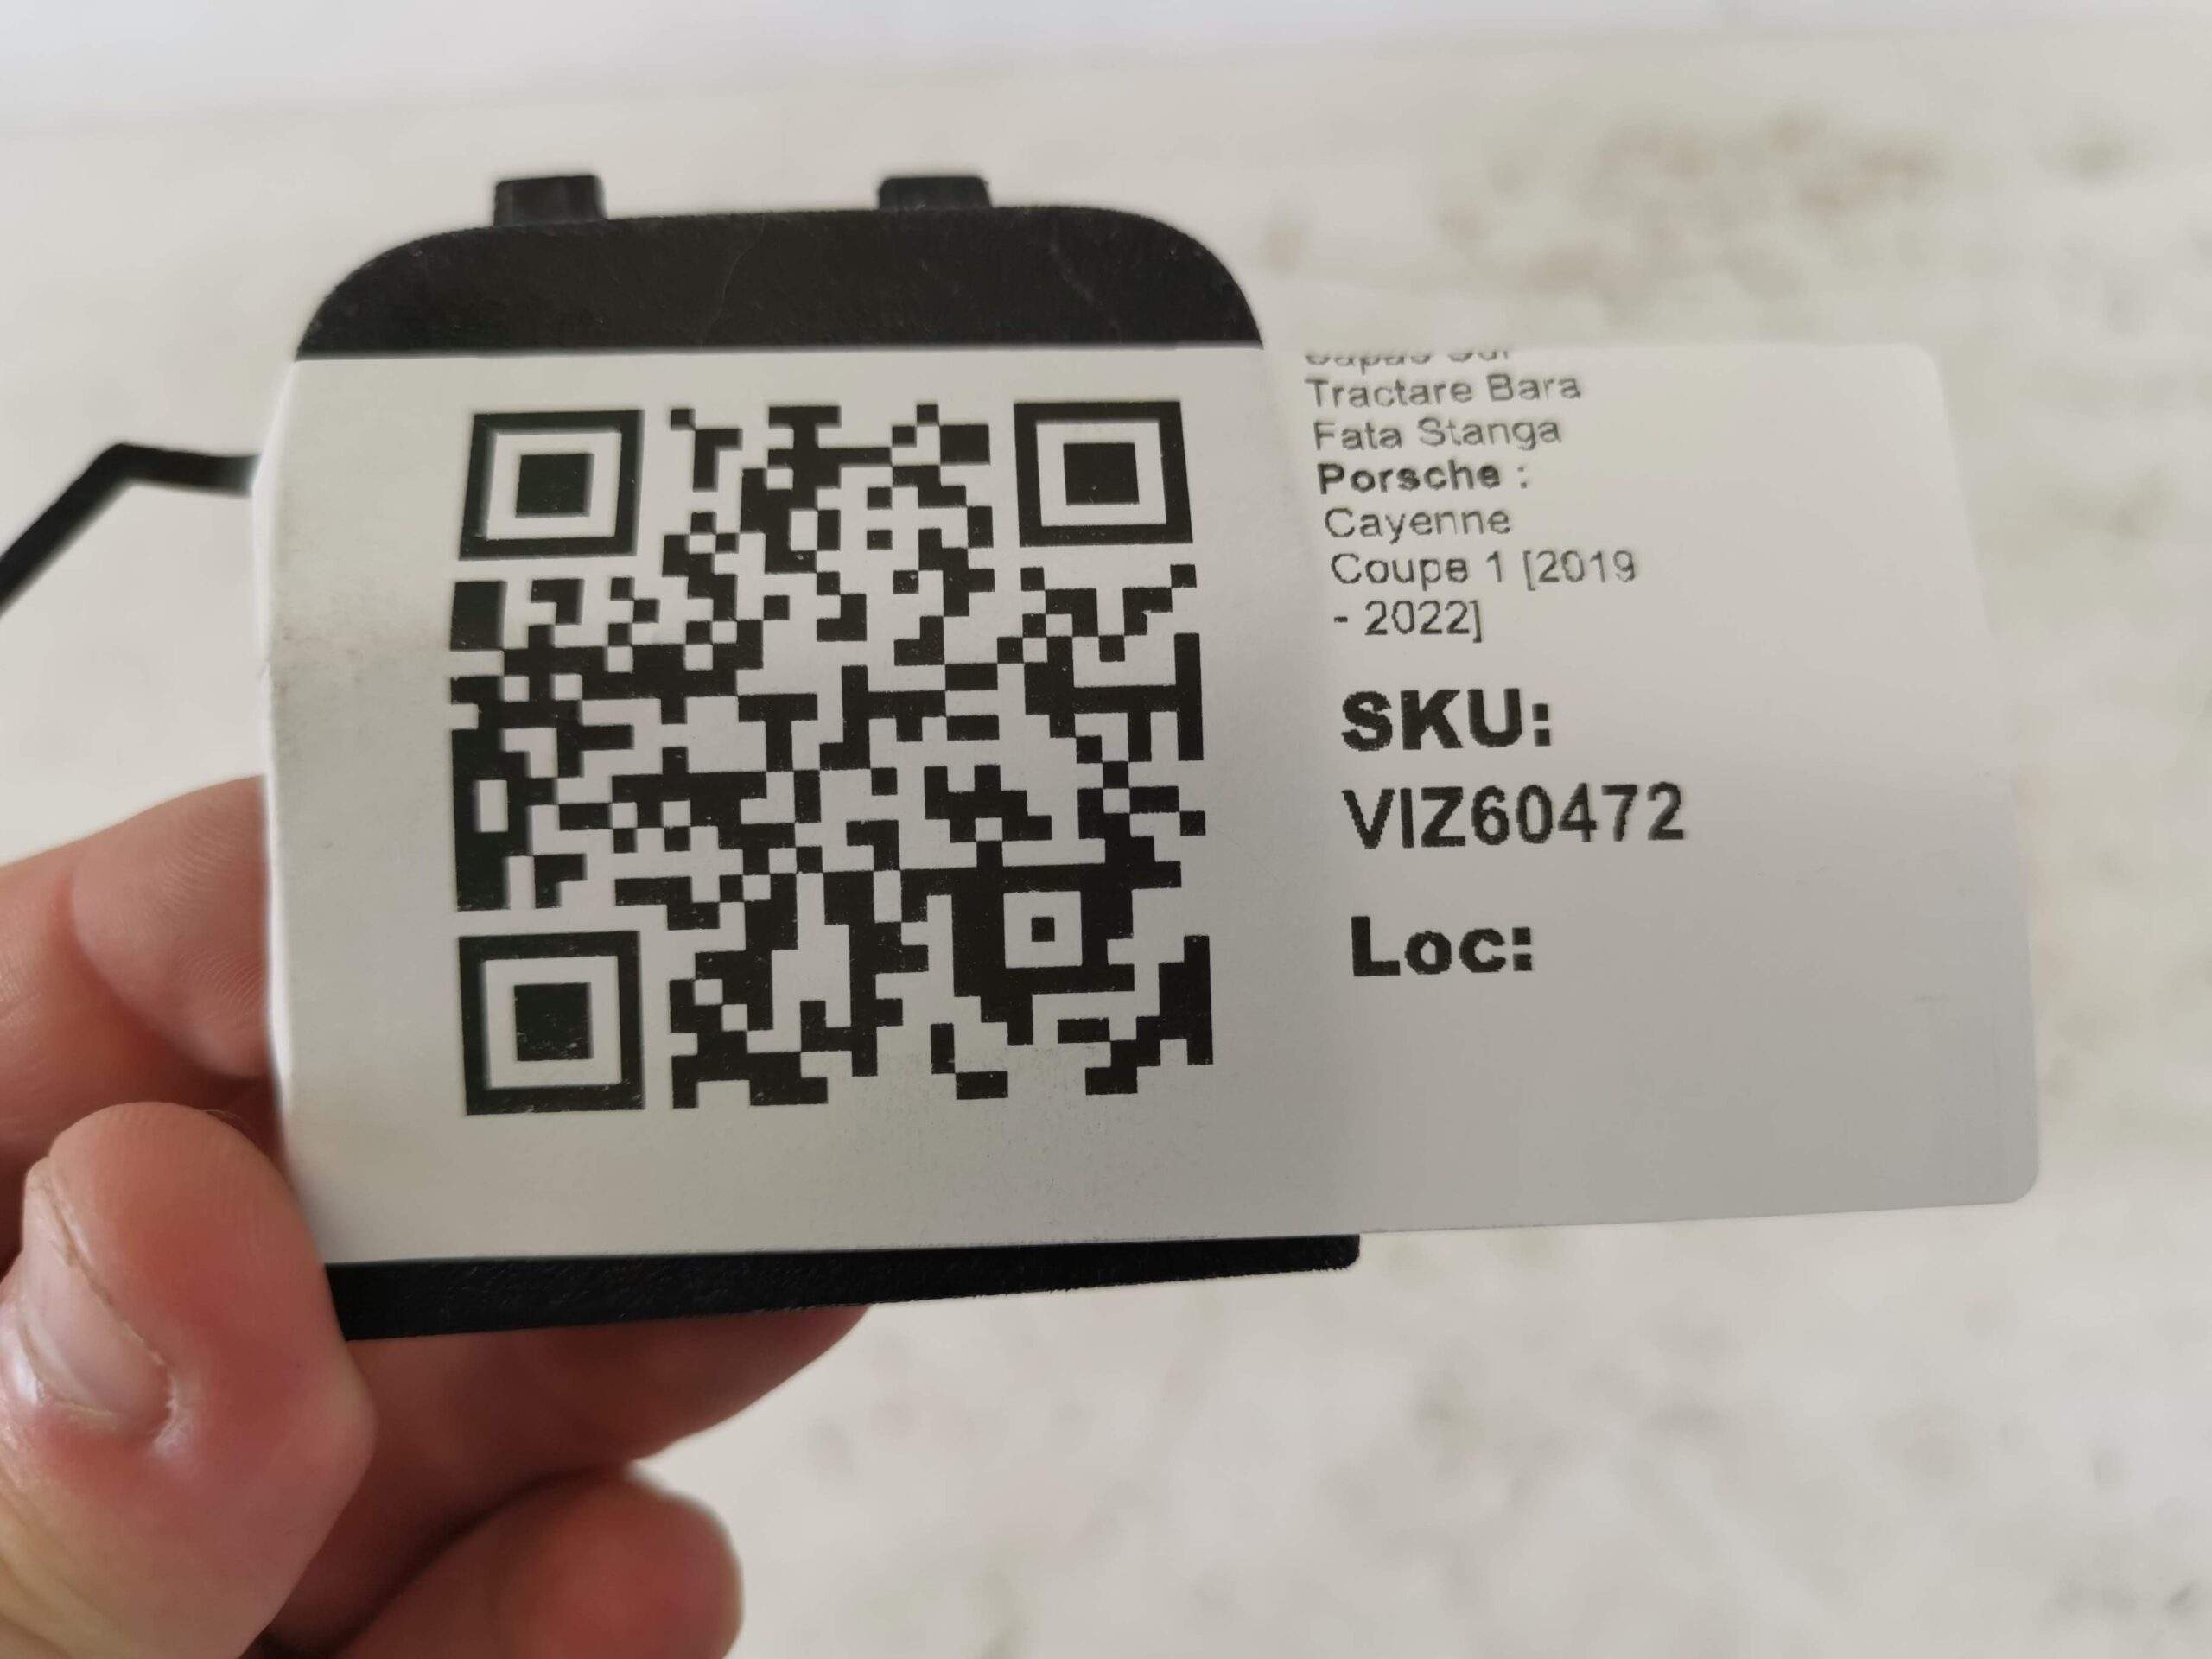 Tractare Bara
Fata Stanga
Porsche :
Cayenne
Coupe 1 [2019
- 2022]
SKU:
VIZ60472
Loc: